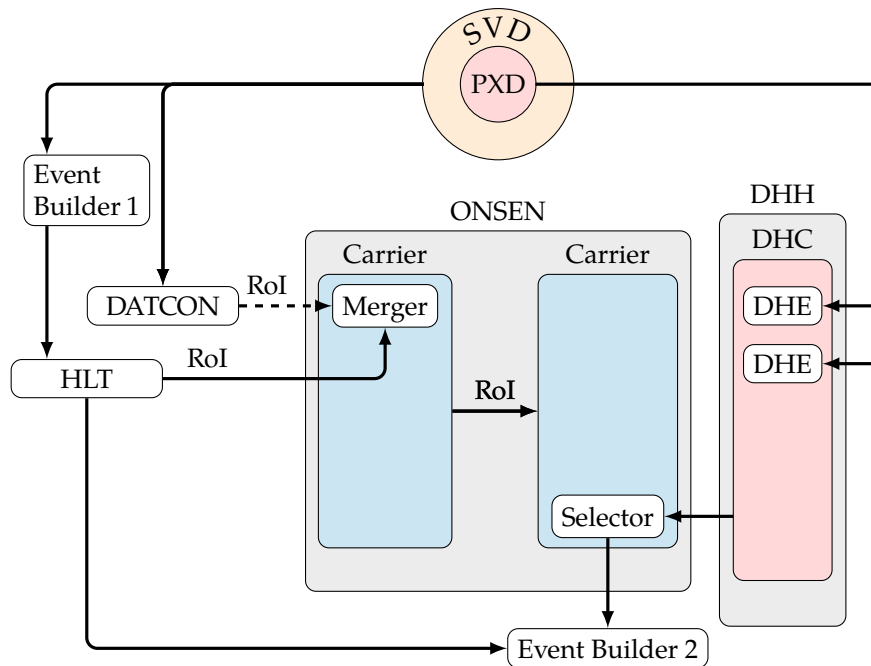 SVD
PXD
Event
Builder 1
DHH
ONSEN
DHC
Carrier
Carrier
RoI
DATCON
Merger
DHE
RoI
HLT
DHE
RoI
Selector
Event Builder 2